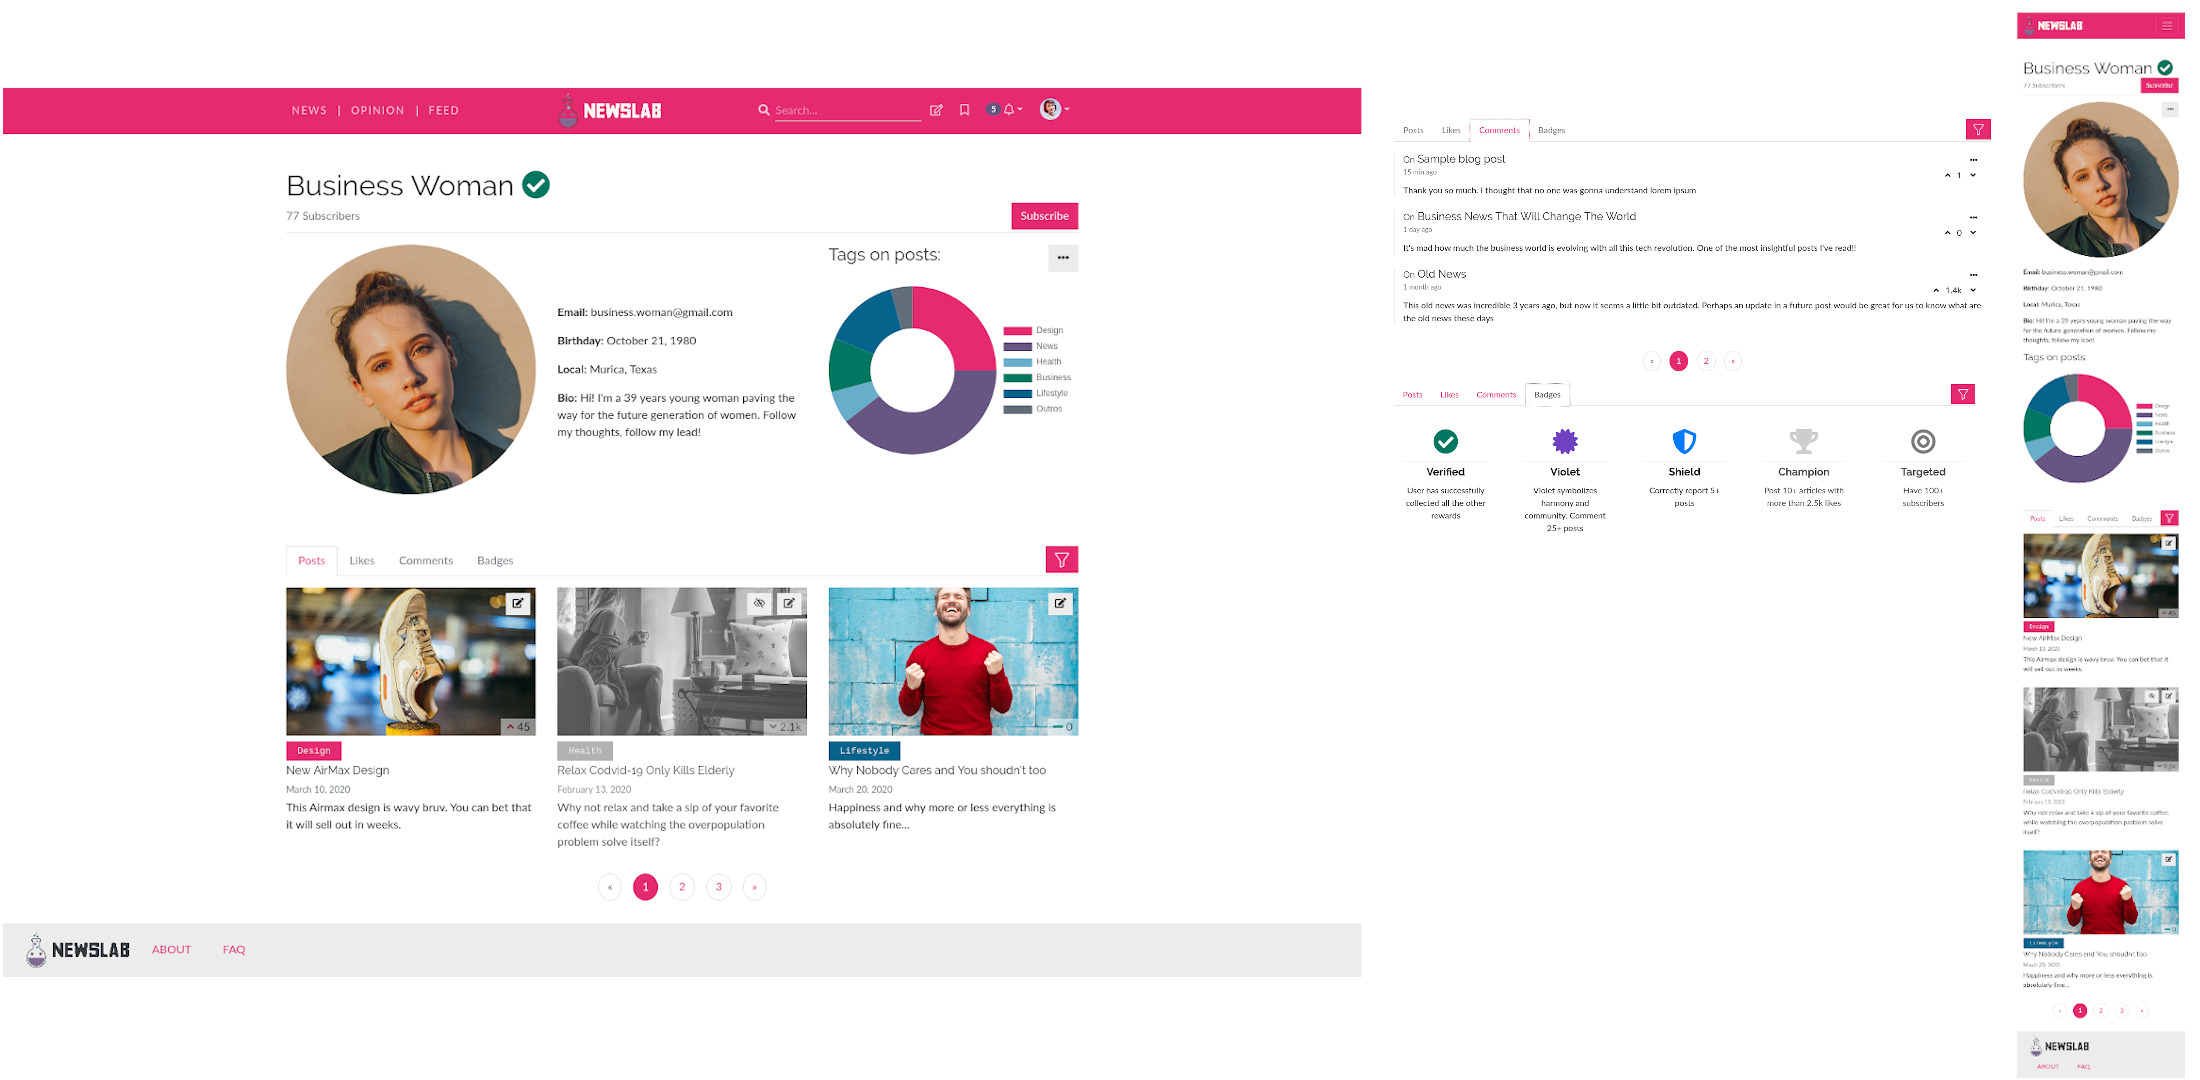 NEWS | OPINION | FEED
NEWSLAB
Search...
5
Business Woman
77 Subscribers
Subscribe
Email: business.woman@gmail.com
Birthday: October 21, 1980
Local: Murica, Texas
Bio: Hi! I'm a 39 years young woman paving the
way for the future generation of women. Follow
my thoughts, follow my lead!
Tags on posts:
Design
News
Health
Business
Lifestyle
Outros
Posts
Likes
Comments
Badges
45
Design
New AirMax Design
March 10, 2020
This Airmax design is wavy bruv. You can bet that
it will sell out in weeks.
2.1k
Health
Relax Codvid-19 Only Kills Elderly
February 13, 2020
Why not relax and take a sip of your favorite
coffee while watching the overpopulation
problem solve itself?
0
Lifestyle
Why Nobody Cares and You shoudn't too
March 20, 2020
Happiness and why more or less everything is
absolutely fine...
« 1 2 3 »
NEWSLAB
ABOUT
FAQ
Posts
Likes
Comments
Badges
On Sample blog post
15 min ago
1
Thank you so much. I thought that no one was gonna understand lorem ipsum
On Business News That Will Change The World
1 day ago
0
It's mad how much the business world is evolving with all this tech revolution. One of the most insightful posts I've read!!
On Old News
1 month ago
1.4k
This old news was incredible 3 years ago, but now it seems a little bit outdated. Perhaps an update in a future post would be great for us to know what are
the old news these days
« 1 2 »
Posts
Likes
Comments
Badges
Verified
User has successfully
collected all the other
rewards
Violet
Violet symbolizes
harmony and
community. Comment
25+ posts
Shield
Correctly report 5+
posts
Champion
Post 10+ articles with
more than 2.5k likes
Targeted
Have 100+
subscribers
NEWSLAB
Business Woman
77 Subscribers
Subscribe
Email: business.woman@gmail.com
Birthday: October 21, 1980
Local: Murica, Texas
Bio: Hi! I'm a 39 years young woman paving the way
for the future generation of women. Follow my
thoughts, follow my lead!
Tags on posts:
Design
News
Health
Business
Lifestyle
Outros
Posts
Likes
Comments
Badges
45
Design
New AirMax Design
March 10, 2020
This Airmax design is wavy bruv. You can bet that it
will sell out in weeks.
2.1k
Health
Relax Codvid-19 Only Kills Elderly
February 13, 2020
Why not relax and take a sip of your favorite coffee
while watching the overpopulation problem solve
itself?
0
Lifestyle
Why Nobody Cares and You shoudn't too
March 20, 2020
Happiness and why more or less everything is
absolutely fine...
« 1 2 3 »
NEWSLAB
ABOUT
FAQ